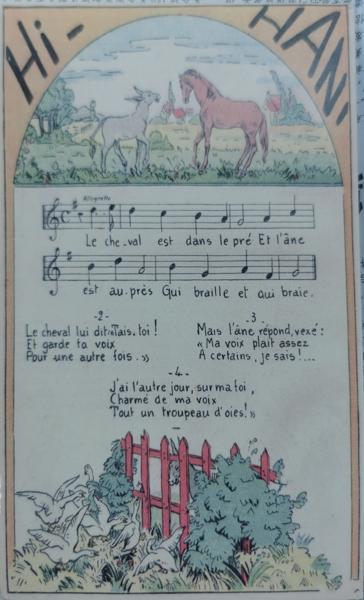 HI-HAN!
Allegretto
Le che-val est dans le pré Et l'âne
est au-près Qui braille et qui braie.
-2-
Le cheval lui dit: «Tais-toi!
Et garde ta voix
Pour une autre fois.»
-3-
Mais l'âne répond, vexé:
«Ma voix plaît assez
A certains, je sais!...
-4-
J'ai l'autre jour, sur ma foi,
Charmé de ma voix
Tout un troupeau d'oies!»